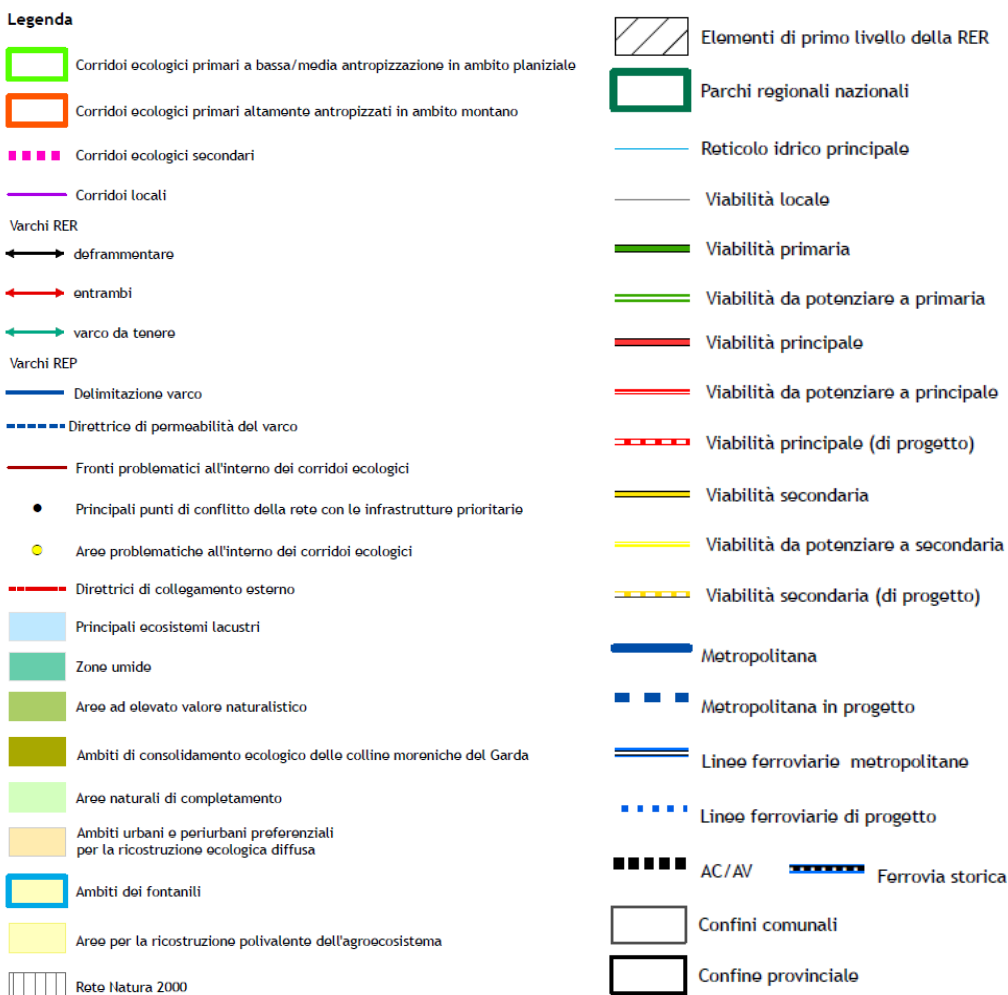 Legenda
Corridoi ecologici primari a bassa/media antropizzazione in ambito planiziale
Corridoi ecologici primari altamente antropizzati in ambito montano
Corridoi ecologici secondari
Corridoi locali
Varchi RER
deframmentare
entrambi
varco da tenere
Varchi REP
Delimitazione varco
Direttrice di permeabilità del varco
Fronti problematici all'interno dei corridoi ecologici
Principali punti di conflitto della rete con le infrastrutture prioritarie
Aree problematiche all'interno dei corridoi ecologici
Direttrici di collegamento esterno
Principali ecosistemi lacustri
Zone umide
Aree ad elevato valore naturalistico
Ambiti di consolidamento ecologico delle colline moreniche del Garda
Aree naturali di completamento
Ambiti urbani e periurbani preferenziali
per la ricostruzione ecologica diffusa
Ambiti dei fontanili
Aree per la ricostruzione polivalente dell'agroecosistema
Rete Natura 2000
Elementi di primo livello della RER
Parchi regionali nazionali
Reticolo idrico principale
Viabilità locale
Viabilità primaria
Viabilità da potenziare a primaria
Viabilità principale
Viabilità da potenziare a principale
Viabilità principale (di progetto)
Viabilità secondaria
Viabilità da potenziare a secondaria
Viabilità secondaria (di progetto)
Metropolitana
Metropolitana in progetto
Linee ferroviarie metropolitane
Linee ferroviarie di progetto
AC/AV Ferrovia storica
Confini comunali
Confine provinciale